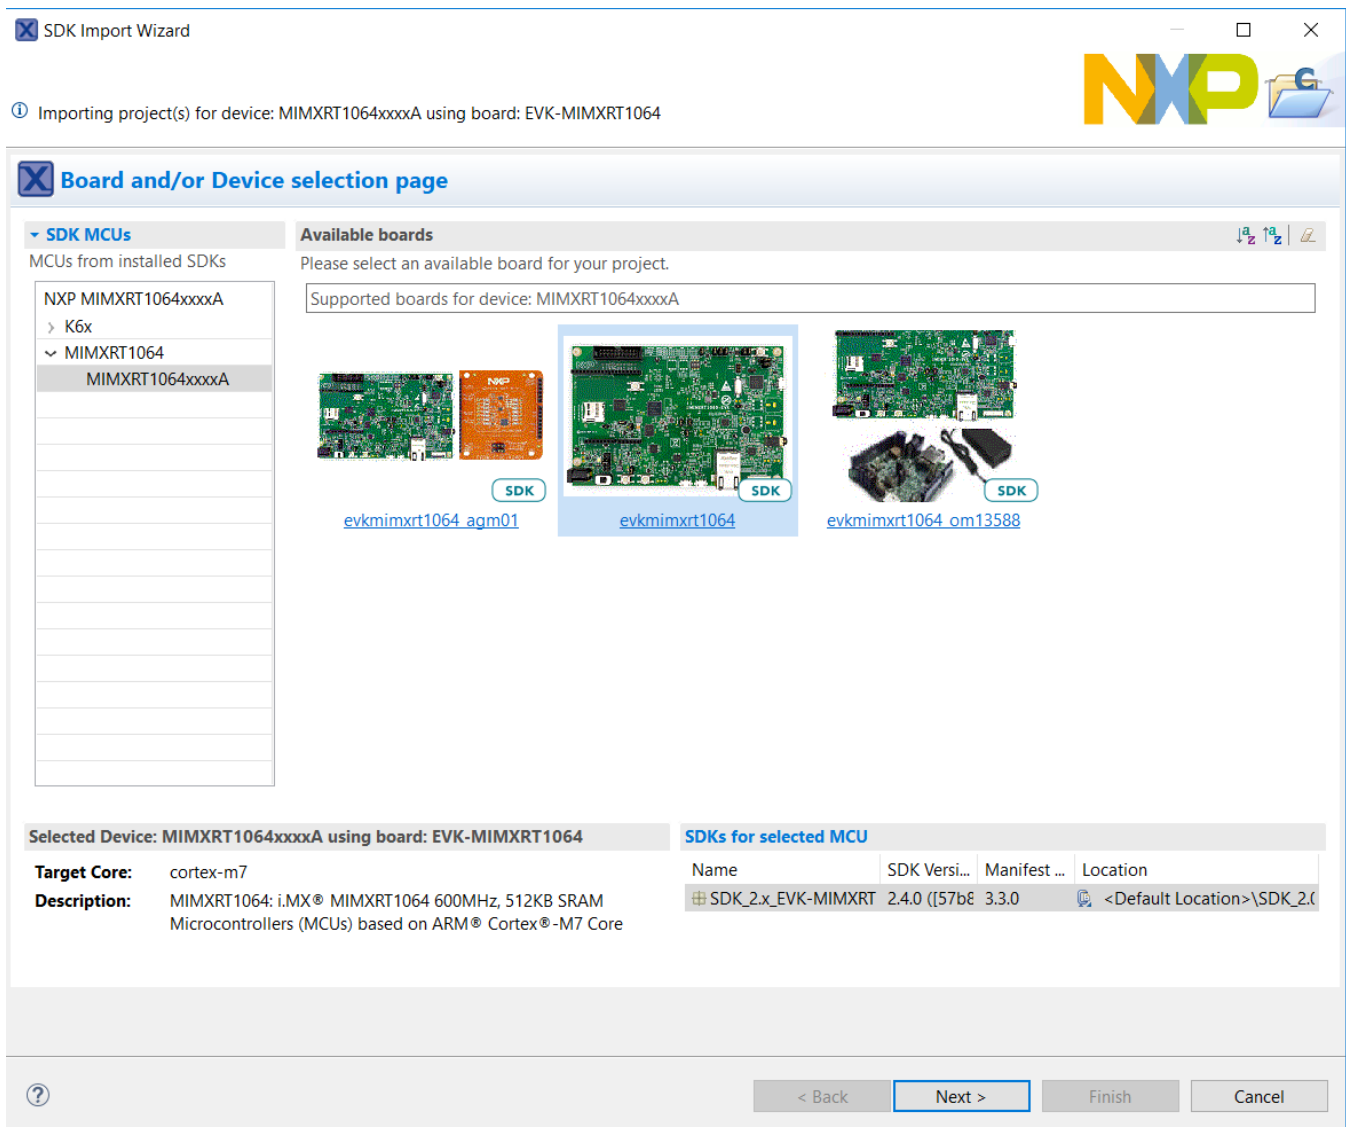 SDK Import Wizard
NXP
Importing project(s) for device: MIMXRT1064xxxxA using board: EVK-MIMXRT1064
Board and/or Device selection page
SDK MCUs
MCUs from installed SDKs
NXP MIMXRT1064xxxxA
K6x
MIMXRT1064
MIMXRT1064xxxxA
Available boards
Please select an available board for your project.
Supported boards for device: MIMXRT1064xxxxA
NXP
SDK
SDK
SDK
evkmimxrt1064_agm01
evkmimxrt1064
evkmimxrt1064_om13588
Selected Device: MIMXRT1064xxxxA using board: EVK-MIMXRT1064
Target Core: cortex-m7
Description: MIMXRT1064: i.MX® MIMXRT1064 600MHz, 512KB SRAM
Microcontrollers (MCUs) based on ARM® Cortex®-M7 Core
SDKs for selected MCU
Name SDK Versi... Manifest ... Location
SDK_2.x_EVK-MIMXRT 2.4.0 ([57b8 3.3.0 <Default Location>\SDK_2.(
< Back Next > Finish Cancel